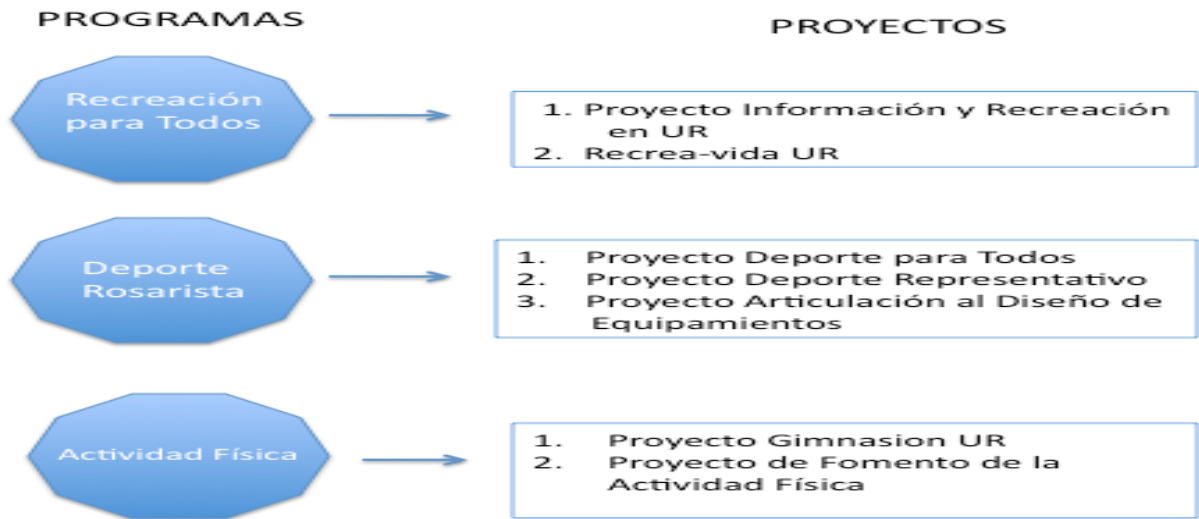 PROGRAMAS
PROYECTOS
Recreación
para Todos
1. Proyecto Información y Recreación
en UR
2. Recrea-vida UR
Deporte
Rosarista
1. Proyecto Deporte para Todos
2. Proyecto Deporte Representativo
3. Proyecto Articulación al Diseño de
Equipamientos
Actividad Física
1. Proyecto Gimnasion UR
2. Proyecto de Fomento de la
Actividad Física